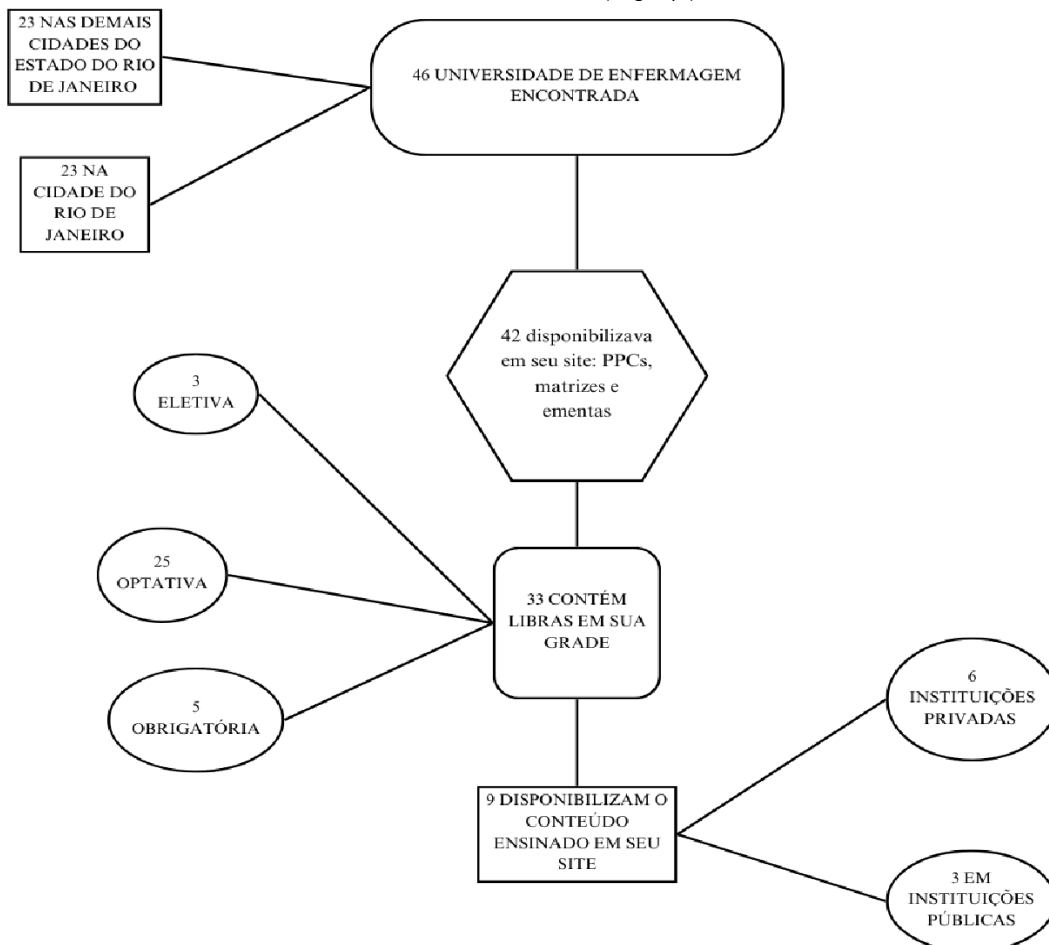 23 NAS DEMAIS
CIDADES DO
ESTADO DO RIO
DE JANEIRO
46 UNIVERSIDADE DE ENFERMAGEM
ENCONTRADA
23 NA
CIDADE DO
RIO DE
JANEIRO
42 disponibilizava
em seu site: PPCs,
matrizes e
ementas
3
ELETIVA
25
OPTATIVA
5
OBRIGATÓRIA
33 CONTÉM
LIBRAS EM SUA
GRADE
9 DISPONIBILIZAM O
CONTEÚDO
ENSINADO EM SEU
SITE
6
INSTITUIÇÕES
PRIVADAS
3 EM
INSTITUIÇÕES
PÚBLICAS